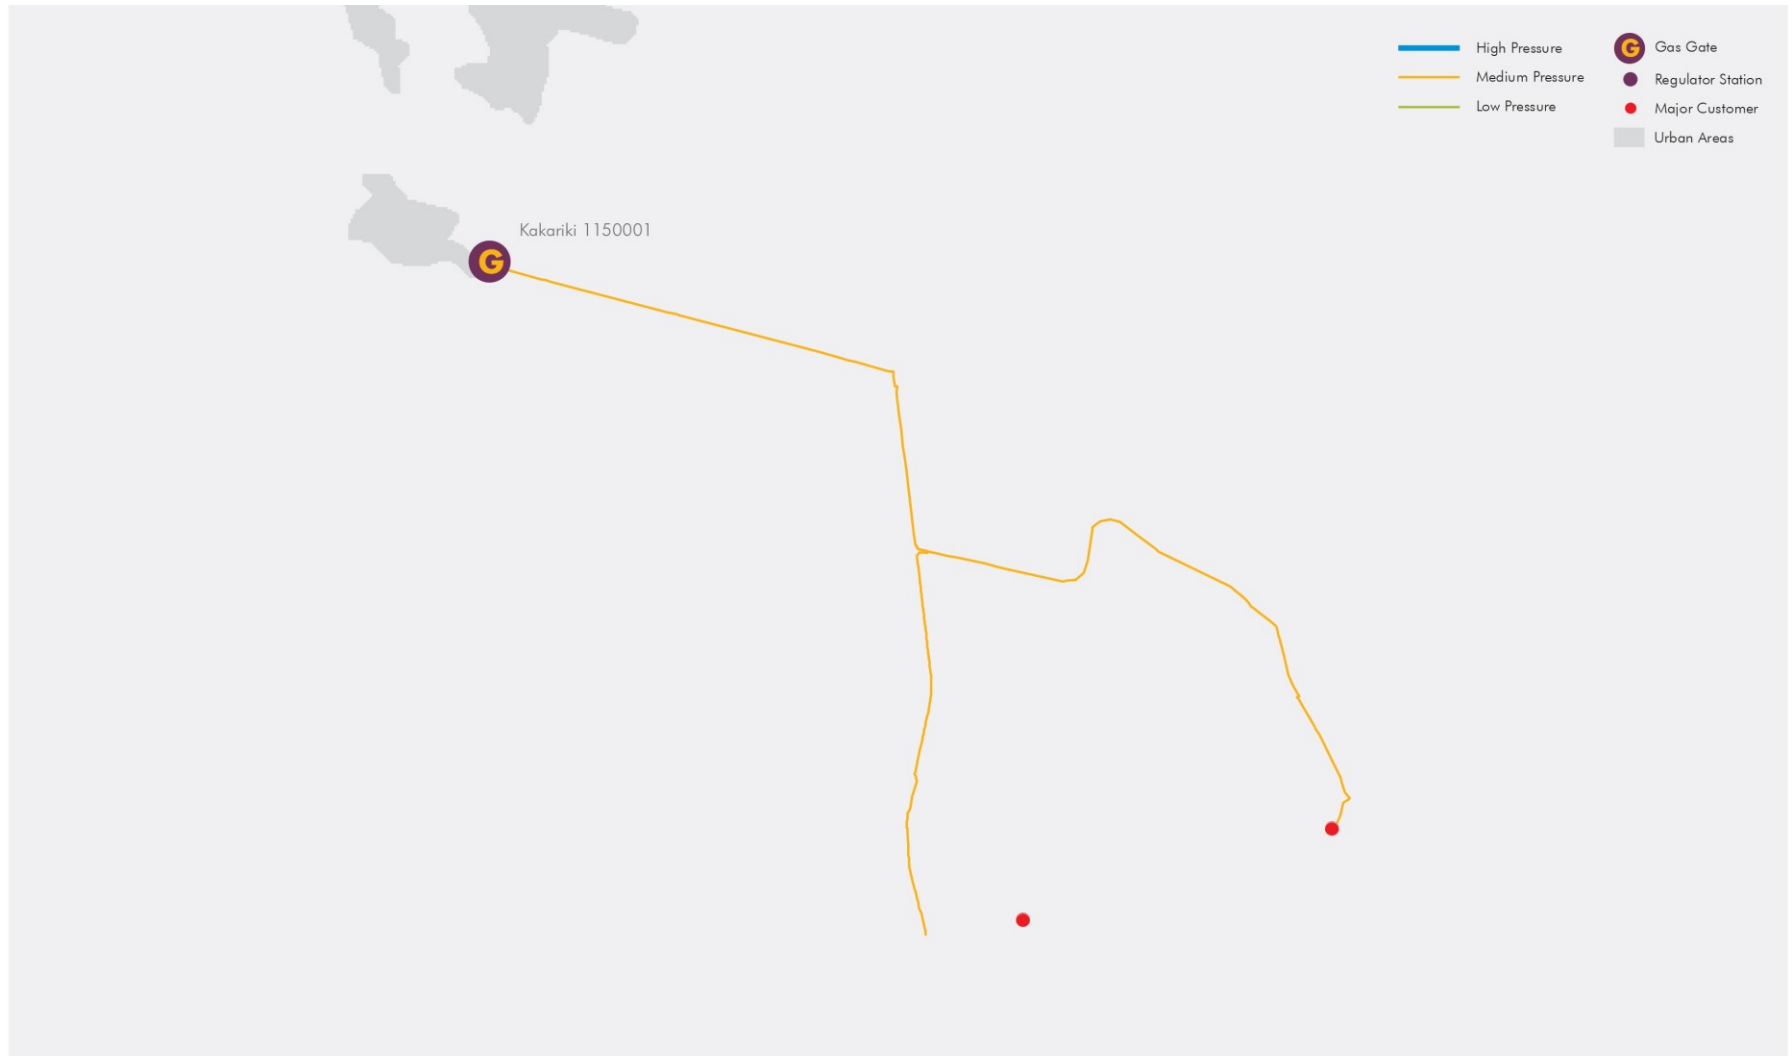 High Pressure
Medium Pressure
Low Pressure
G Gas Gate
Regulator Station
Major Customer
Urban Areas
Kakariki 1150001
G